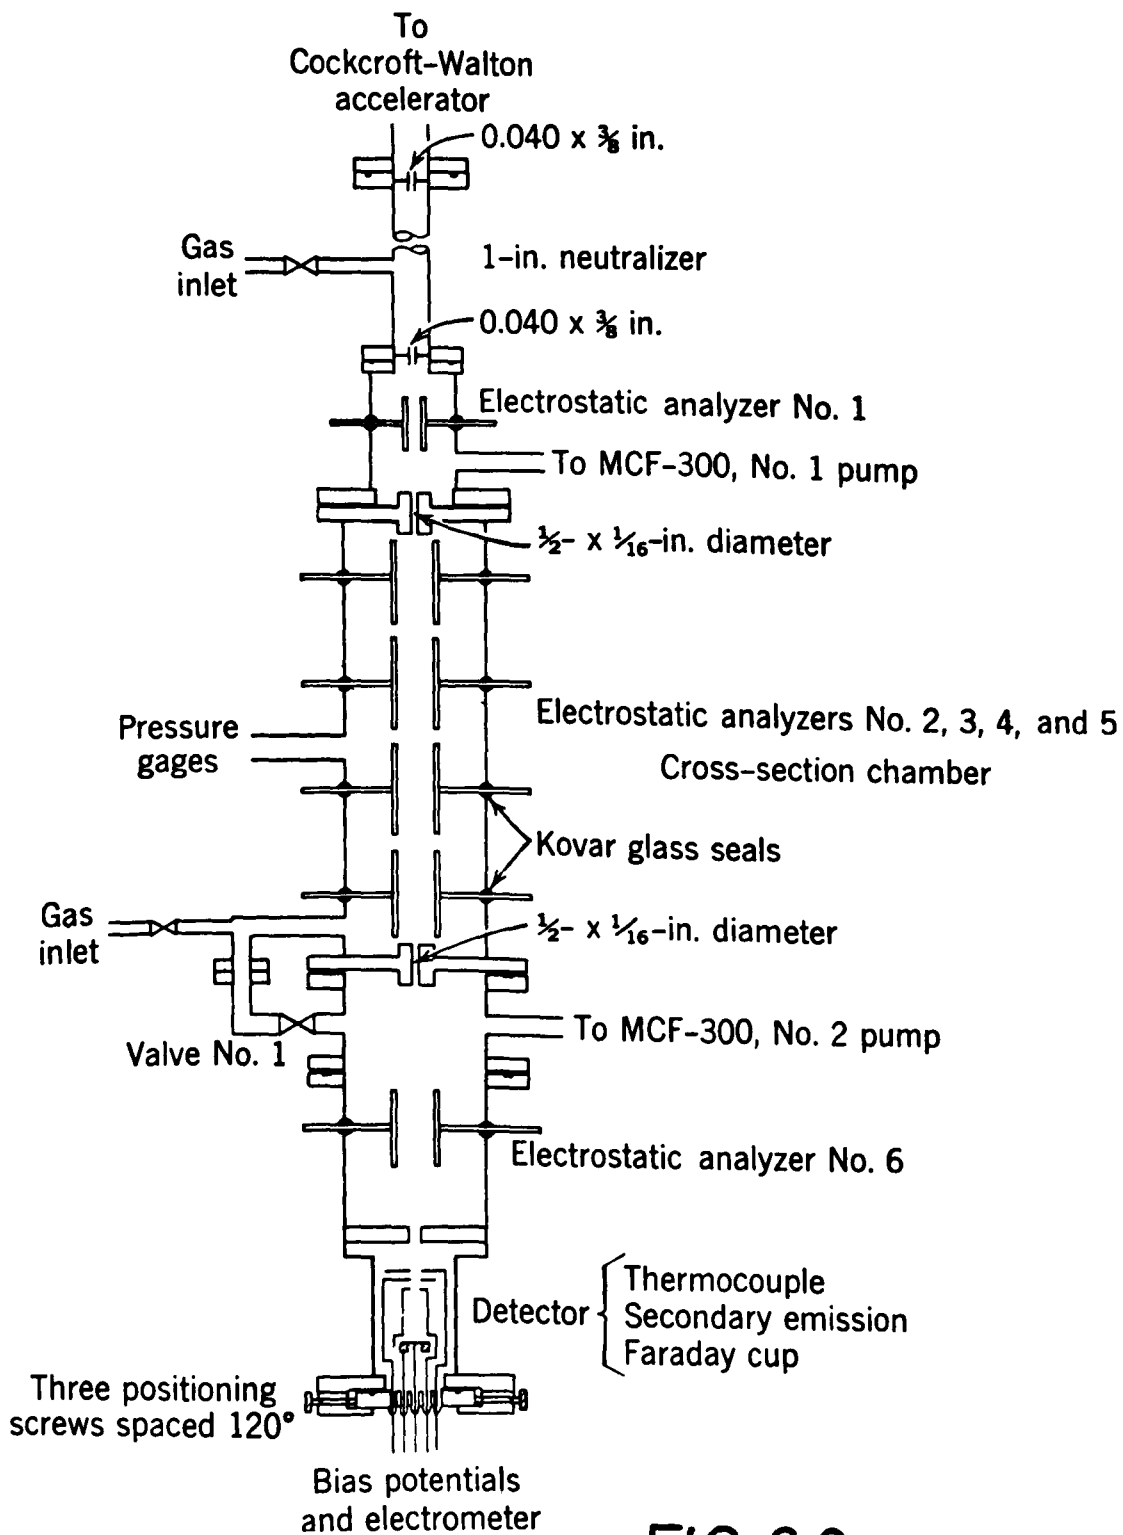 To
Cockcroft-Walton
accelerator
0.040 x ⅜ in.
Gas
inlet
1-in. neutralizer
0.040 x ⅜ in.
Electrostatic analyzer No. 1
To MCF-300, No. 1 pump
½- x 1/16-in. diameter
Electrostatic analyzers No. 2, 3, 4, and 5
Cross-section chamber
Pressure
gages
Kovar glass seals
Gas
inlet
½- x 1/16-in. diameter
To MCF-300, No. 2 pump
Valve No. 1
Electrostatic analyzer No. 6
Detector
Thermocouple
Secondary emission
Faraday cup
Three positioning
screws spaced 120°
Bias potentials
and electrometer